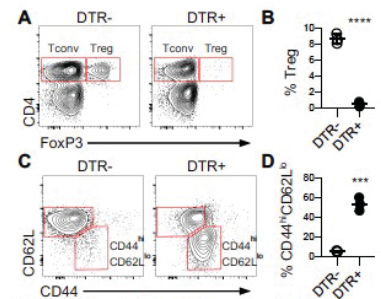 A
DTR-
DTR+
Tconv
Treg
Tconv
Treg
CD4
FoxP3
B
****
% Treg
10
8
6
4
2
0
DTR-
DTR+
C
DTR-
DTR+
CD62L
CD44hi
CD62Llo
CD44hi
CD62Llo
CD44
D
***
% CD44hiCD62Llo
80
60
40
20
0
DTR-
DTR+